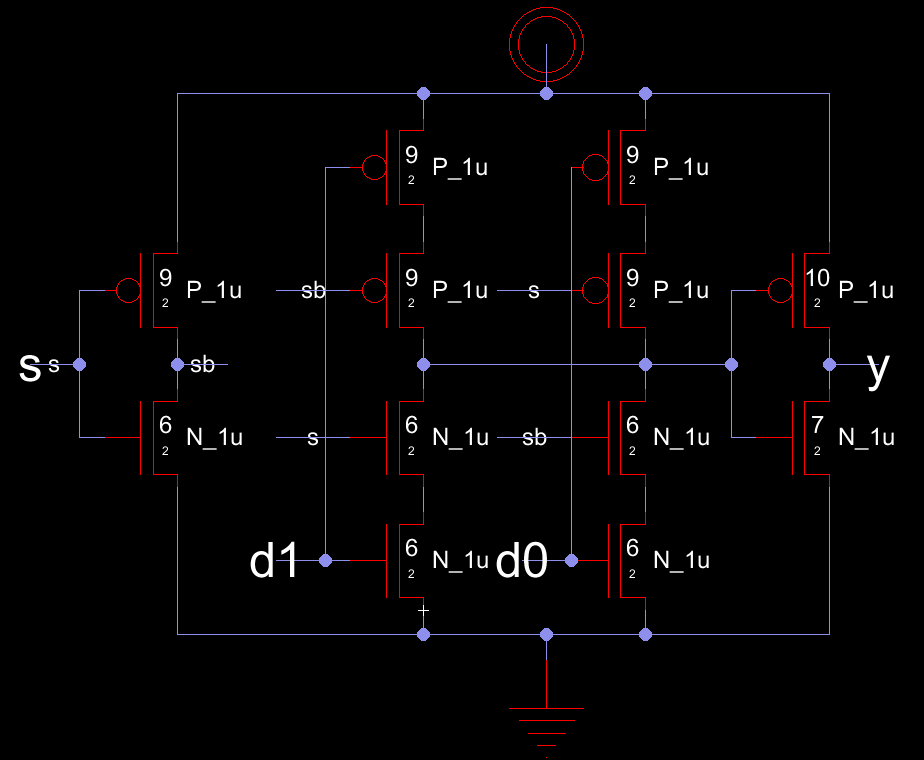 9 P_1u 9 P_1u
2 2
9 P_1u sb 9 P_1u s 9 P_1u 10 P_1u
2 2 2 2
s s sb y
6 N_1u s 6 N_1u sb 6 N_1u 7 N_1u
2 2 2 2
d1 6 N_1u d0 6 N_1u
2 2